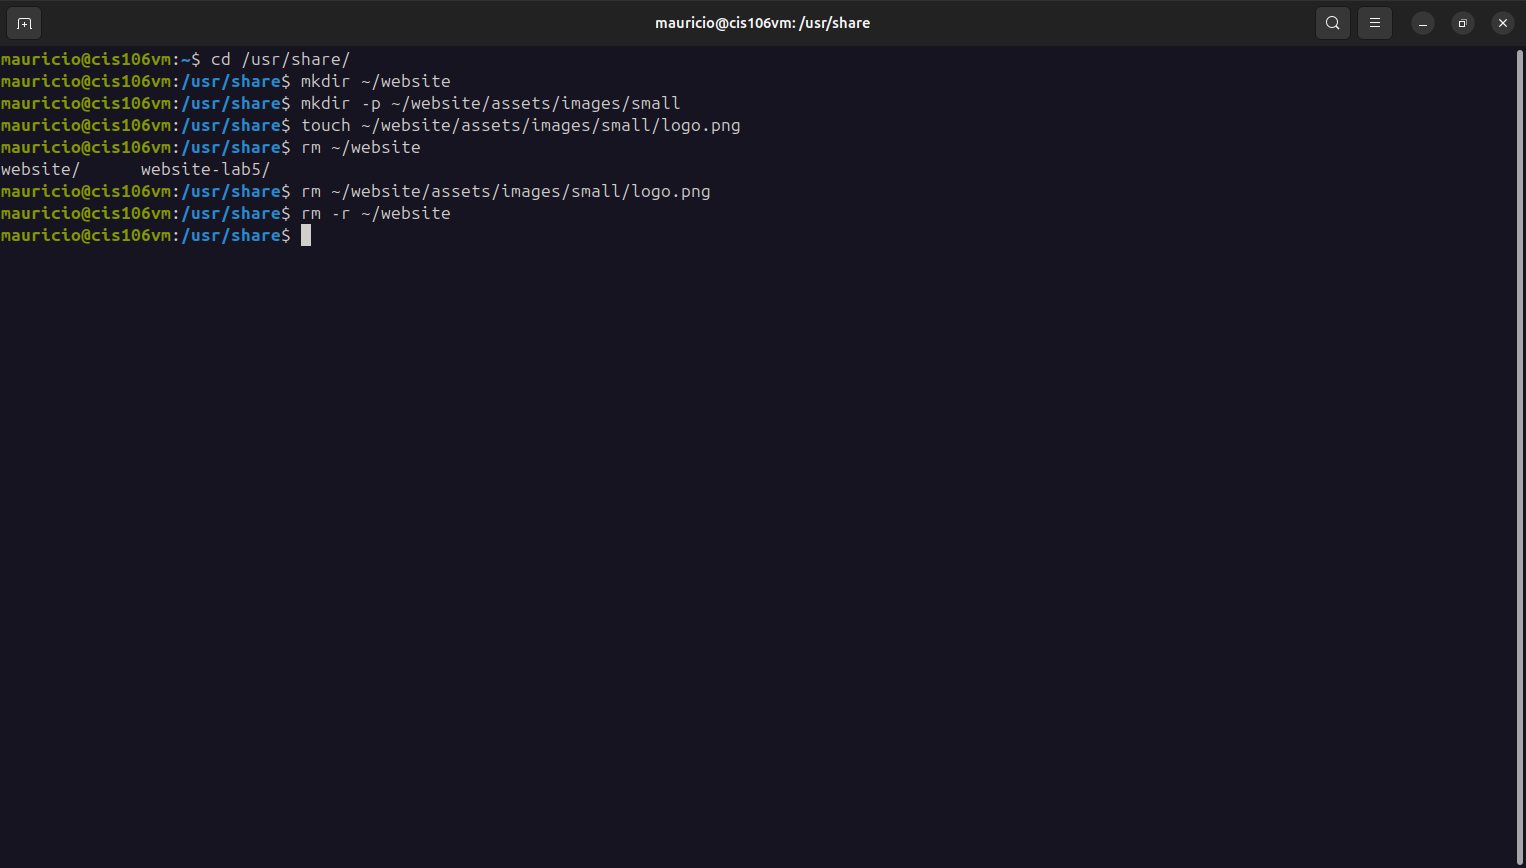 mauricio@cis106vm: /usr/share
mauricio@cis106vm:~$ cd /usr/share/
mauricio@cis106vm:/usr/share$ mkdir ~/website
mauricio@cis106vm:/usr/share$ mkdir -p ~/website/assets/images/small
mauricio@cis106vm:/usr/share$ touch ~/website/assets/images/small/logo.png
mauricio@cis106vm:/usr/share$ rm ~/website
website/      website-lab5/
mauricio@cis106vm:/usr/share$ rm ~/website/assets/images/small/logo.png
mauricio@cis106vm:/usr/share$ rm -r ~/website
mauricio@cis106vm:/usr/share$